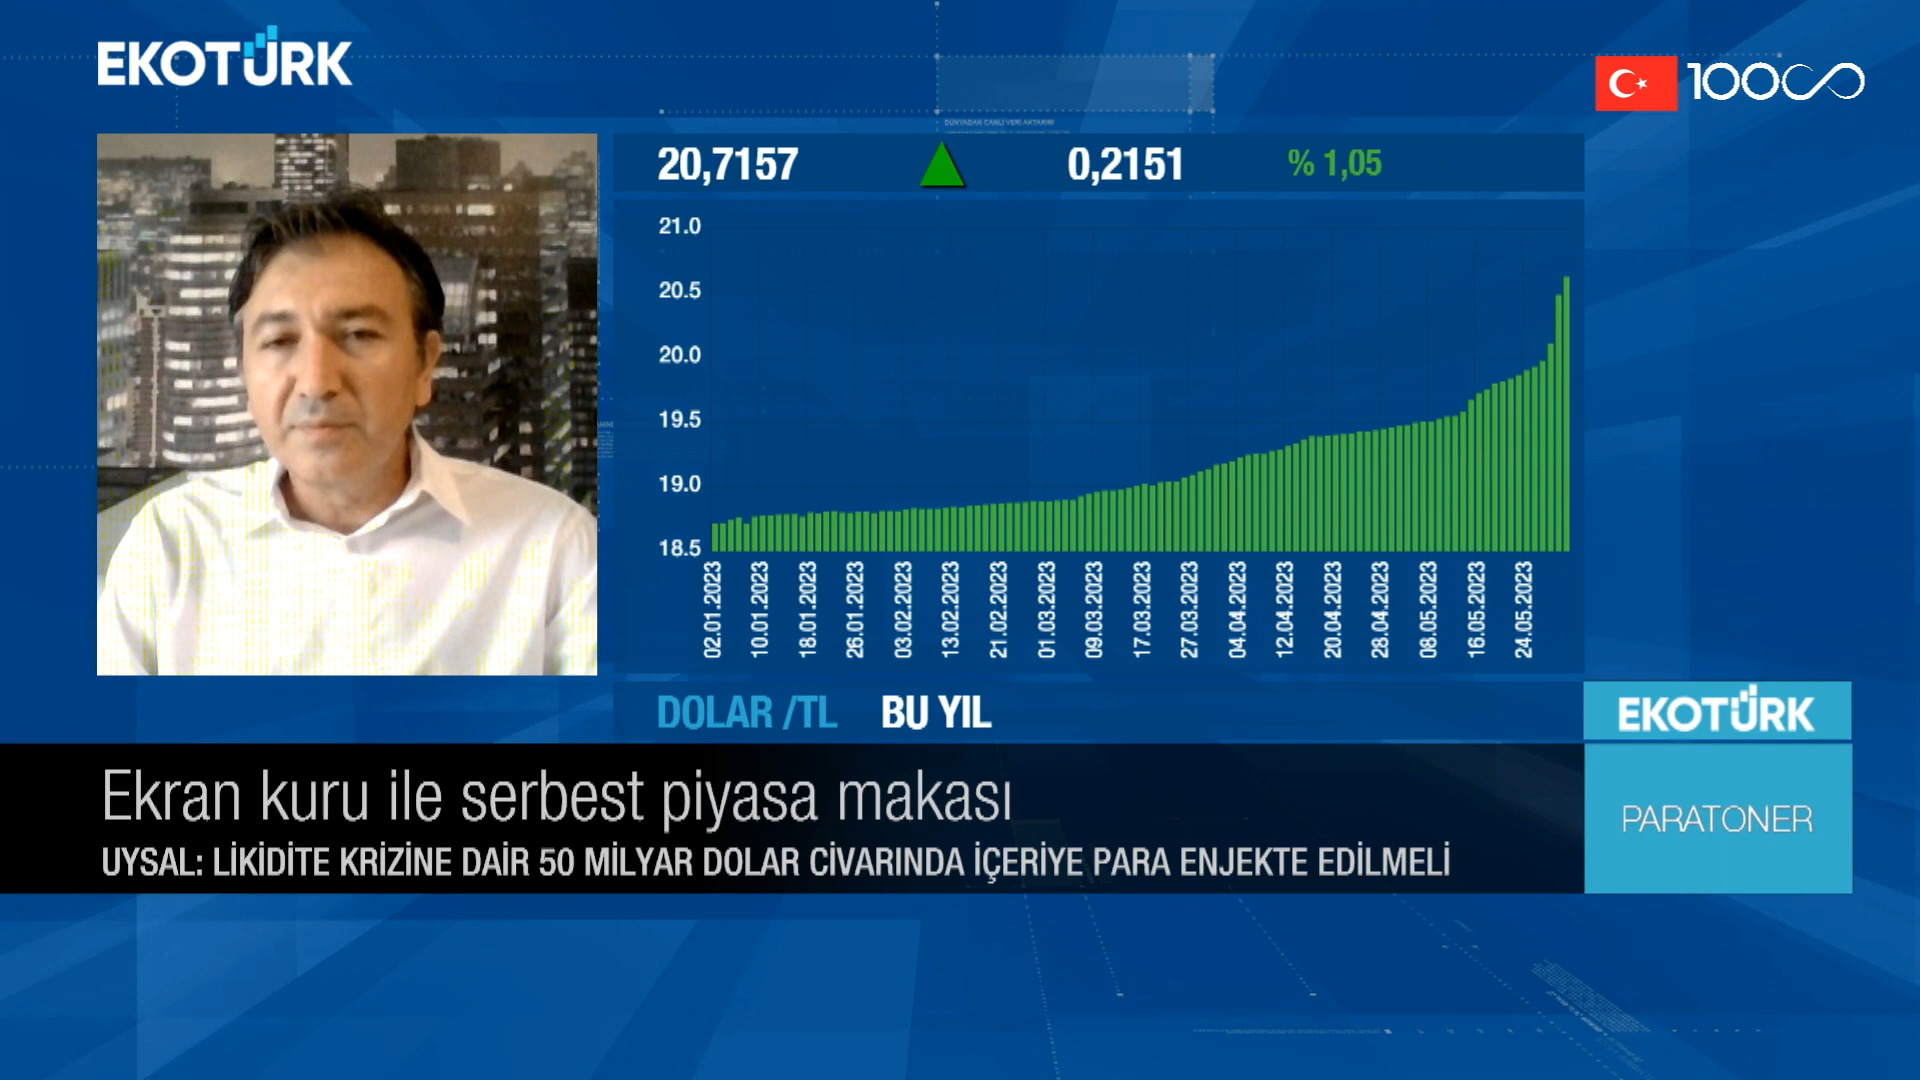 EKOTÜRK
100
DÜNYADAN CANLI VERİ AKTARIMI
20,7157 0,2151 % 1,05
21.0
20.5
20.0
19.5
19.0
18.5
02.01.2023 10.01.2023 18.01.2023 26.01.2023 03.02.2023 13.02.2023 21.02.2023 01.03.2023 09.03.2023 17.03.2023 27.03.2023 04.04.2023 12.04.2023 20.04.2023 28.04.2023 08.05.2023 16.05.2023 24.05.2023
DOLAR /TL BU YIL
EKOTÜRK
Ekran kuru ile serbest piyasa makası
PARATONER
UYSAL: LİKİDİTE KRİZİNE DAİR 50 MİLYAR DOLAR CİVARINDA İÇERİYE PARA ENJEKTE EDİLMELİ